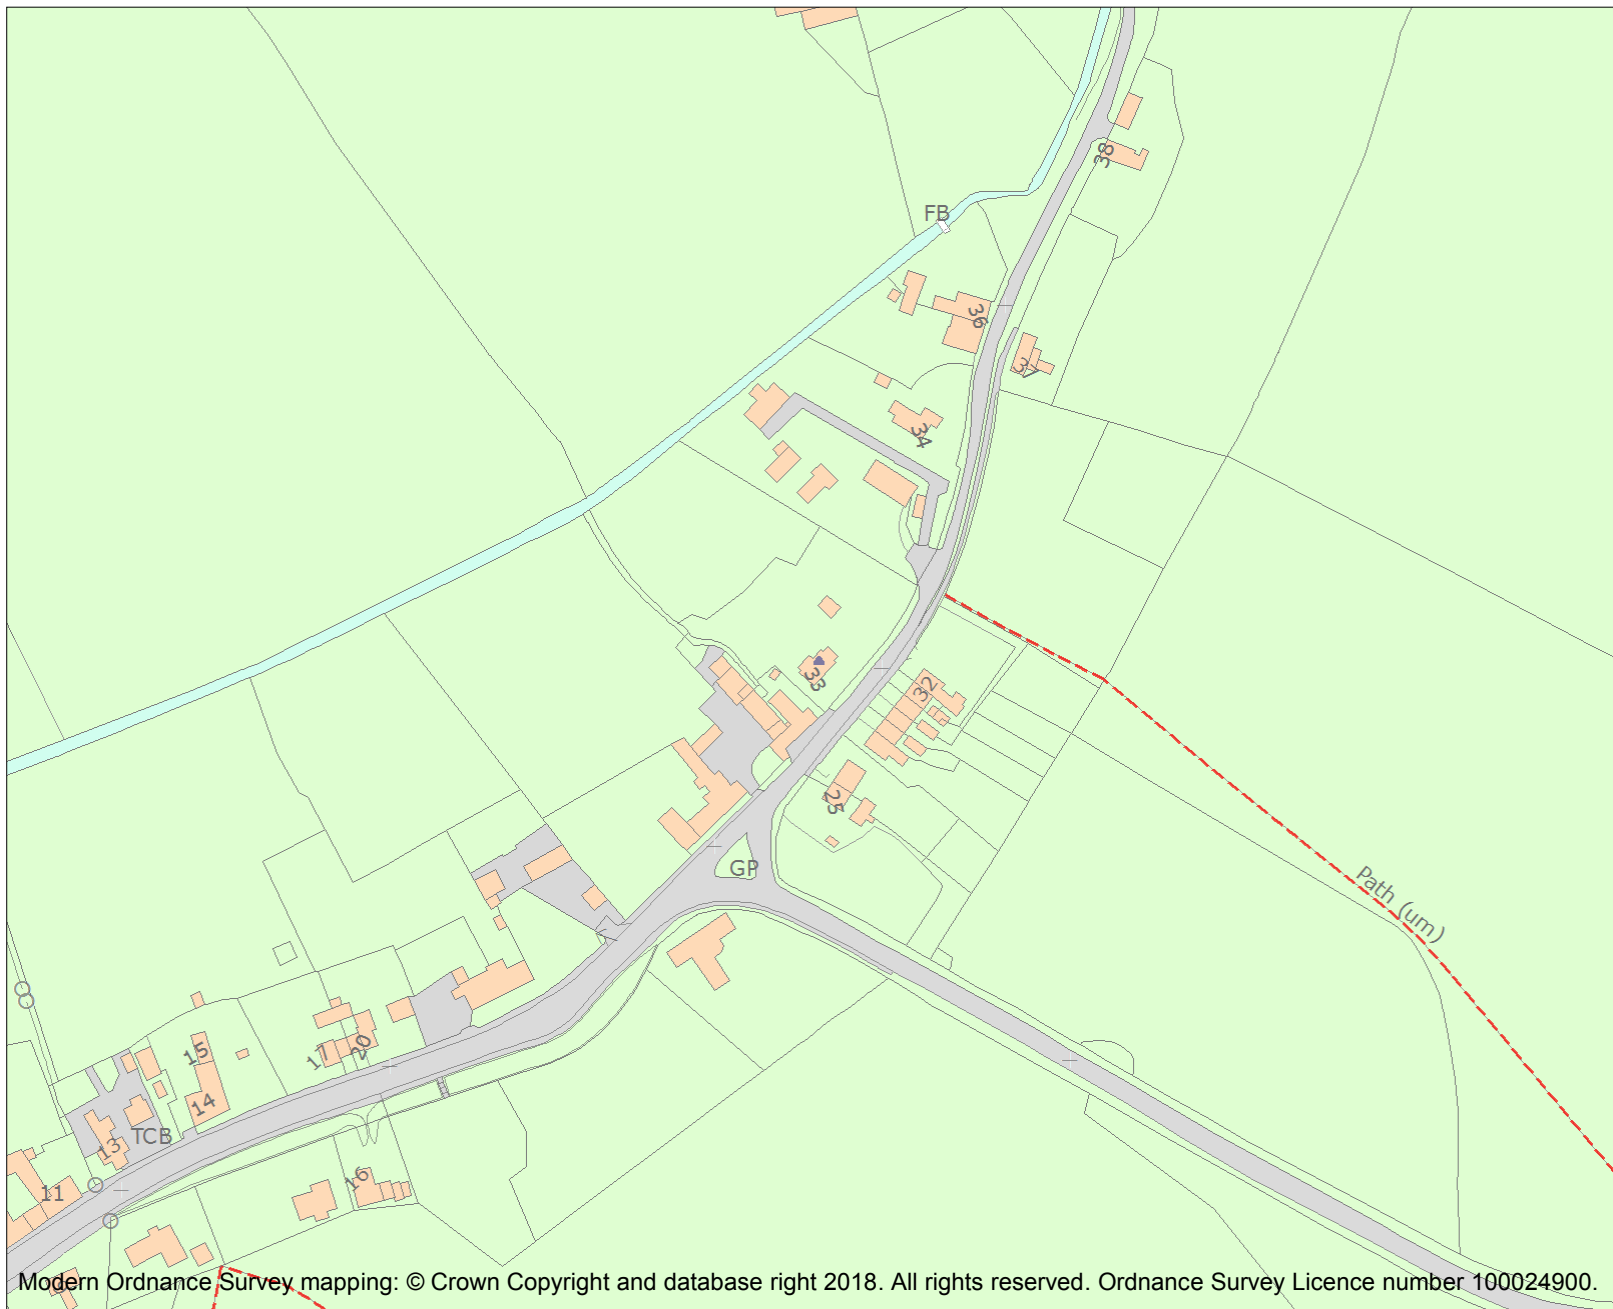 38
FB
36
37
34
33
32
25
GP
Path (um)
15
17
20
14
TCB
13
11
16
Modern Ordnance Survey mapping: © Crown Copyright and database right 2018. All rights reserved. Ordnance Survey Licence number 100024900.